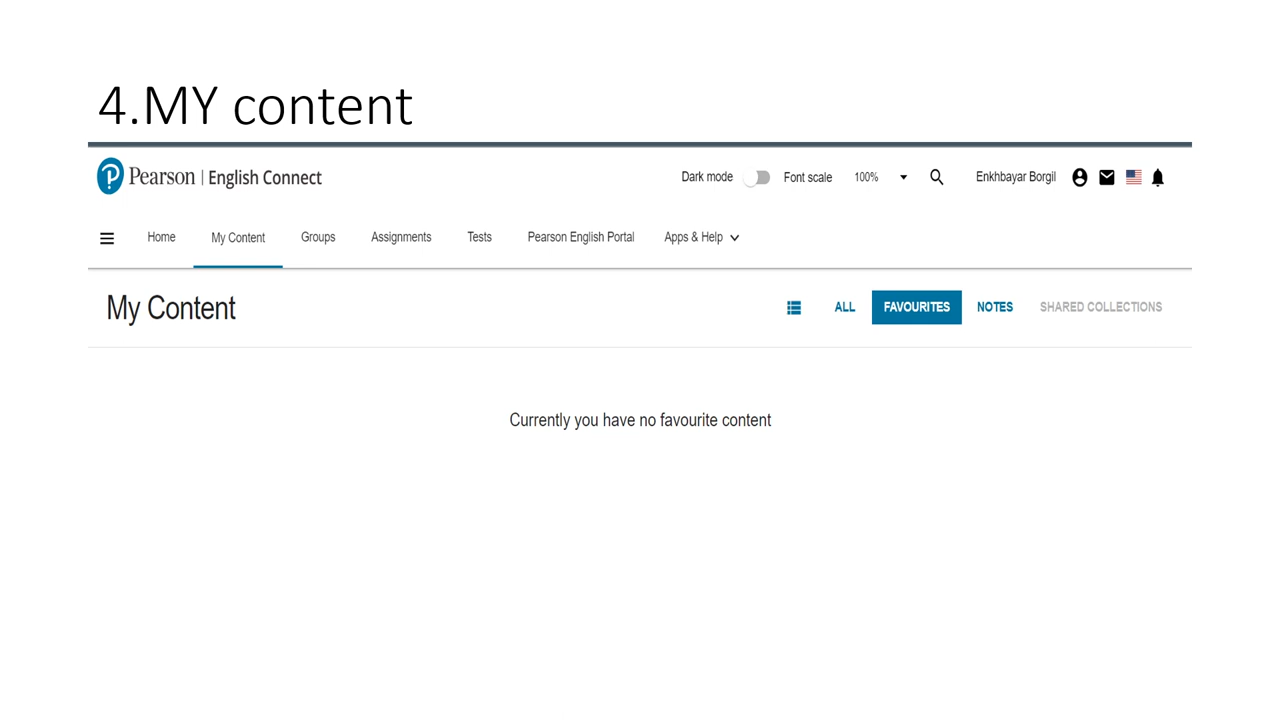 4.MY content
Pearson | English Connect Dark mode Font scale 100% Enkhbayar Borgil
Home My Content Groups Assignments Tests Pearson English Portal Apps & Help
My Content ALL FAVOURITES NOTES SHARED COLLECTIONS
Currently you have no favourite content